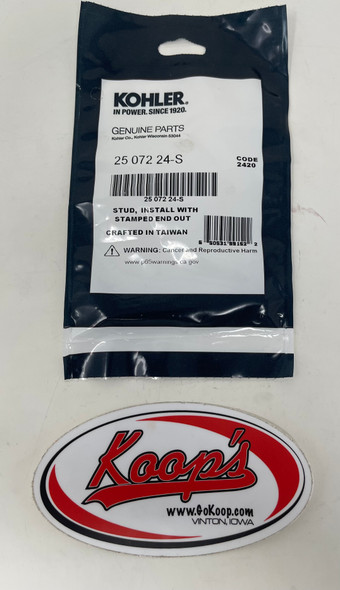 KOHLER®
IN POWER. SINCE 1920.
GENUINE PARTS
Kohler Co., Kohler Wisconsin 53044
25 072 24-S
CODE
2420
25 072 24-S
STUD, INSTALL WITH
STAMPED END OUT
CRAFTED IN TAIWAN
WARNING: Cancer and Reproductive Harm
www.p65warnings.ca.gov
Koop's
www.GoKoop.com
VINTON, IOWA